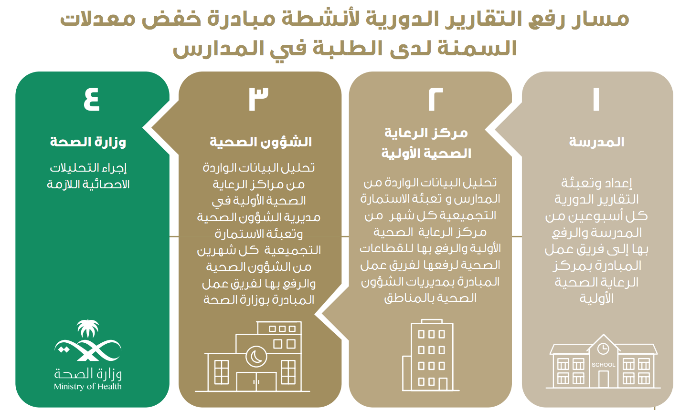 مسار رفع التقارير الدورية لأنشطة مبادرة خفض معدلات
السمنة لدى الطلبة في المدارس
١
المدرسة
إعداد وتعبئة
التقارير الدورية
كل أسبوعين من
المدرسة والرفع
بها إلى فريق عمل
المبادرة بمركز
الرعاية الصحية
الأولية
SCHOOL
٢
مركز الرعاية
الصحية الأولية
تحليل البيانات الواردة من
المدارس و تعبئة الاستمارة
التجميعية كل شهر من
مركز الرعاية الصحية
الأولية والرفع بها للقطاعات
الصحية لرفعها لفريق عمل
المبادرة بمديريات الشؤون
الصحية بالمناطق
٣
الشؤون الصحية
تحليل البيانات الواردة
من مراكز الرعاية
الصحية الأولية في
مديرية الشؤون الصحية
وتعبئة الاستمارة
التجميعية كل شهرين
من الشؤون الصحية
والرفع بها لفريق عمل
المبادرة بوزارة الصحة
٤
وزارة الصحة
إجراء التحليلات
الاحصائية اللازمة
وزارة الصحة
Ministry of Health